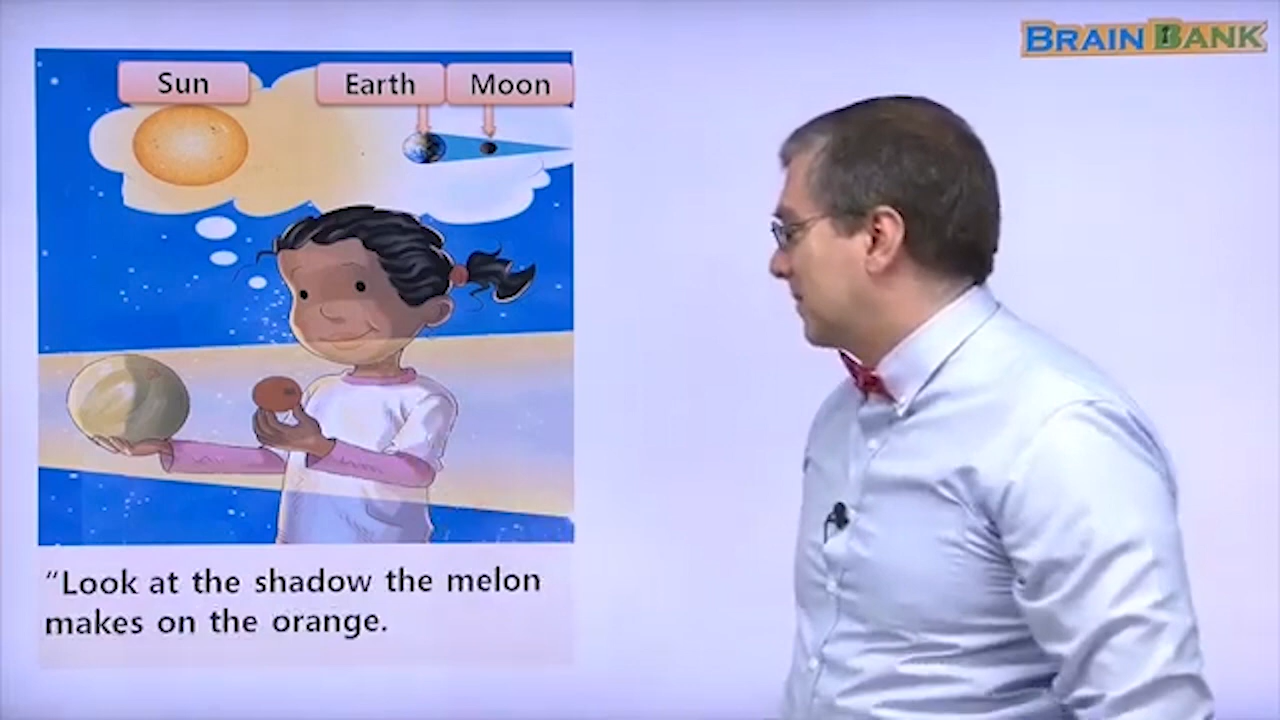 BRAIN BANK
Sun Earth Moon
“Look at the shadow the melon
makes on the orange.